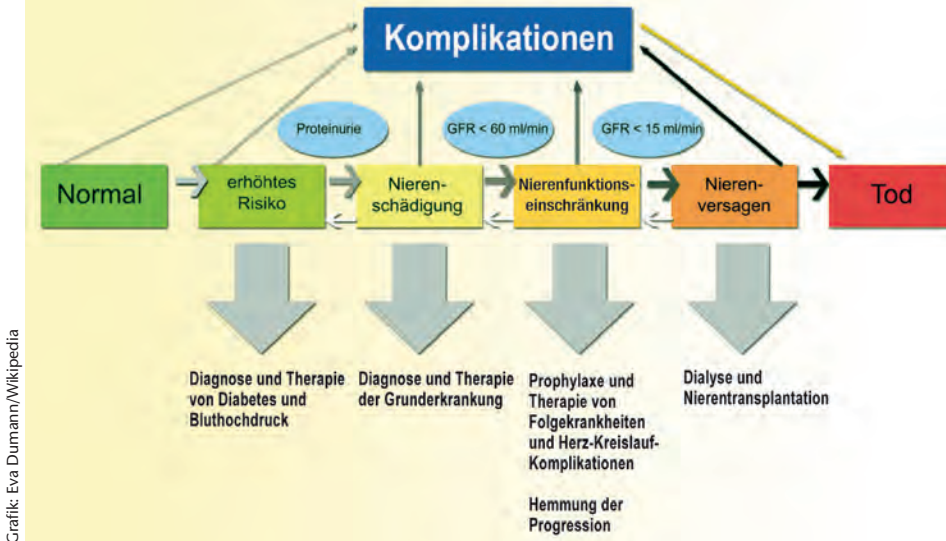 Komplikationen
Proteinurie
GFR < 60 ml/min
GFR < 15 ml/min
Normal
erhöhtes
Risiko
Nieren-
schädigung
Nierenfunktions-
einschränkung
Nieren-
versagen
Tod
Diagnose und Therapie
von Diabetes und
Bluthochdruck
Diagnose und Therapie
der Grunderkrankung
Prophylaxe und
Therapie von
Folgekrankheiten
und Herz-Kreislauf-
Komplikationen
Hemmung der
Progression
Dialyse und
Nierentransplantation
Grafik: Eva Dumann/Wikipedia